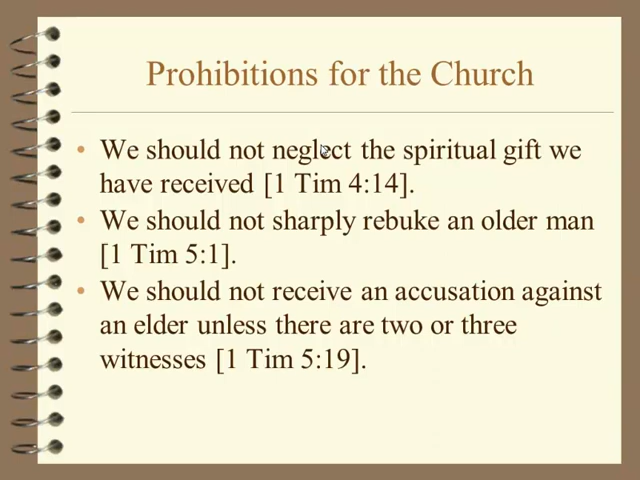 Prohibitions for the Church
• We should not neglect the spiritual gift we
have received [1 Tim 4:14].
• We should not sharply rebuke an older man
[1 Tim 5:1].
• We should not receive an accusation against
an elder unless there are two or three
witnesses [1 Tim 5:19].